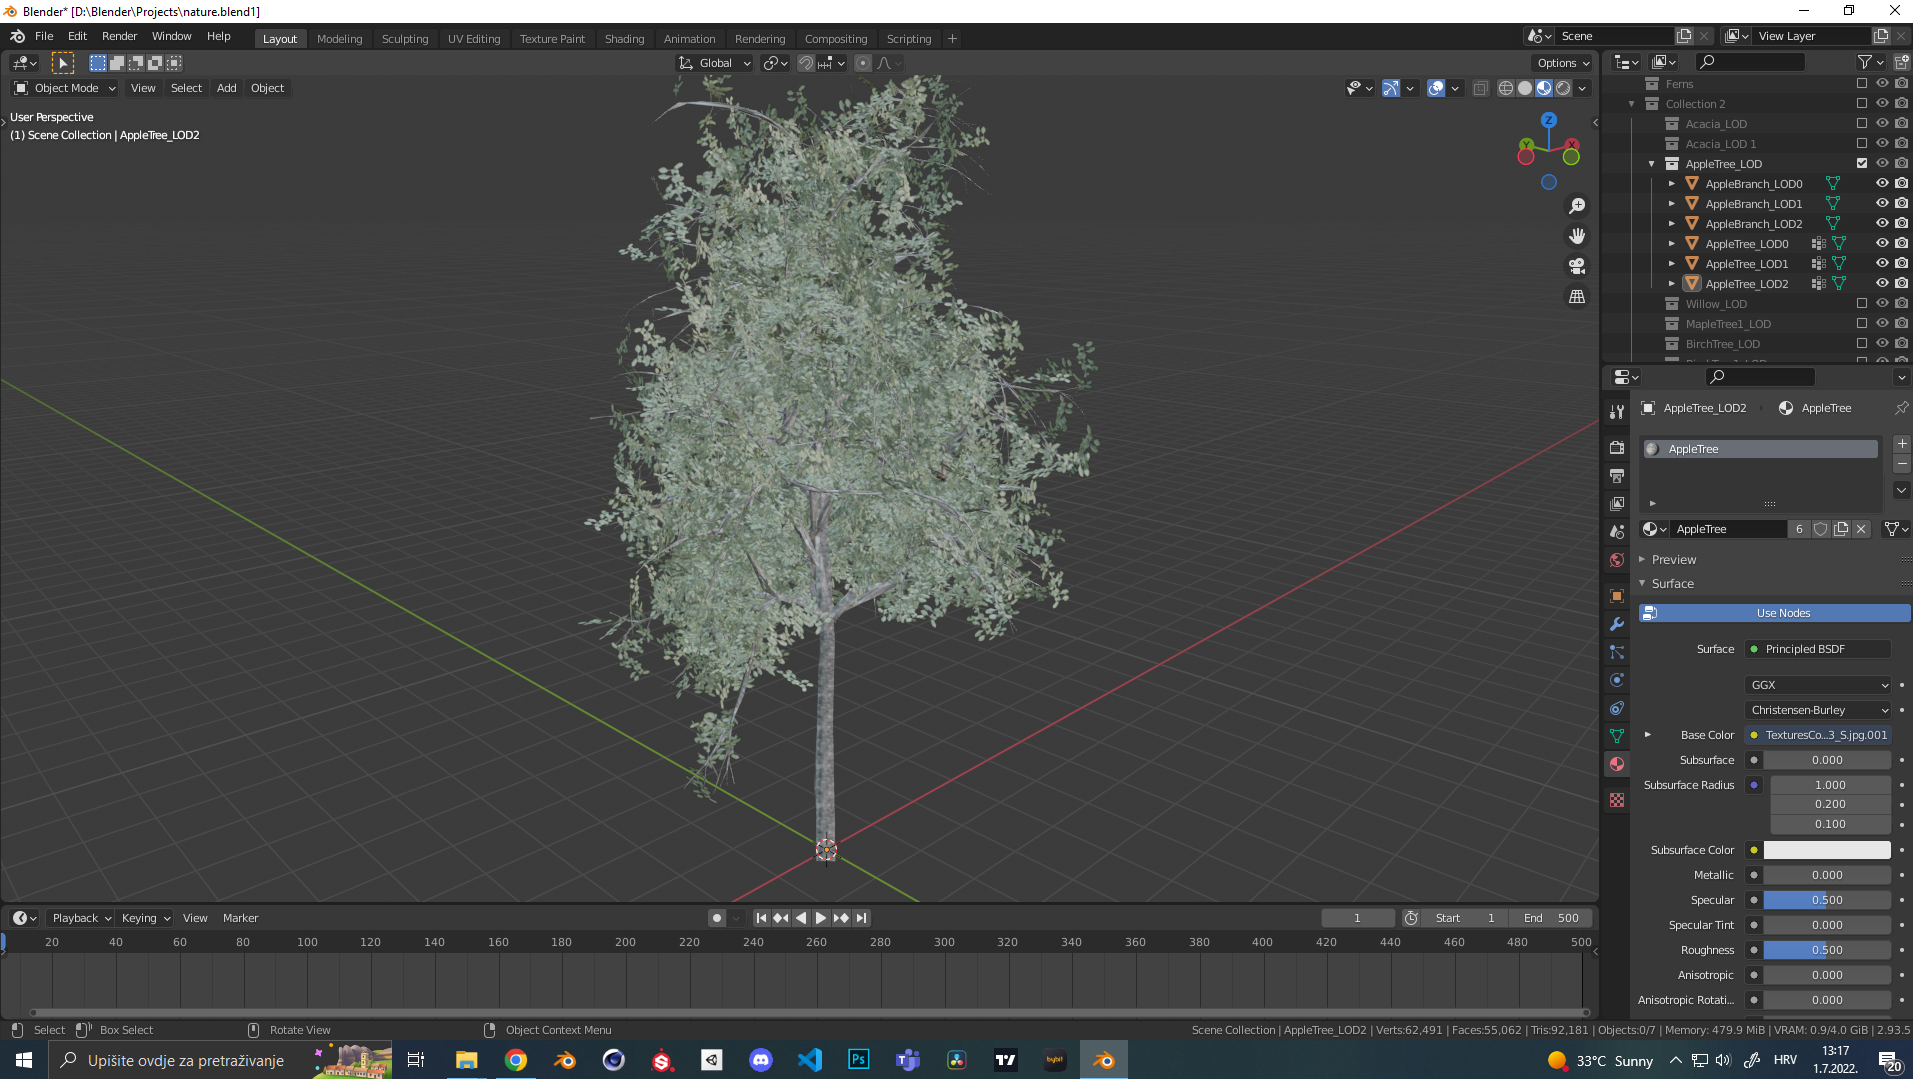 Blender* [D:\Blender\Projects\nature.blend1]
File Edit Render Window Help
Layout Modeling Sculpting UV Editing Texture Paint Shading Animation Rendering Compositing Scripting +
Scene View Layer
Global Options
Object Mode View Select Add Object
User Perspective
(1) Scene Collection | AppleTree_LOD2
Z
Y X
Ferns
Collection 2
Acacia_LOD
Acacia_LOD 1
AppleTree_LOD
AppleBranch_LOD0
AppleBranch_LOD1
AppleBranch_LOD2
AppleTree_LOD0
AppleTree_LOD1
AppleTree_LOD2
Willow_LOD
MapleTree1_LOD
BirchTree_LOD
AppleTree_LOD2 AppleTree
AppleTree
AppleTree 6
Preview
Surface
Use Nodes
Surface Principled BSDF
GGX
Christensen-Burley
Base Color TexturesCo...3_S.jpg.001
Subsurface 0.000
Subsurface Radius 1.000
0.200
0.100
Subsurface Color
Metallic 0.000
Specular 0.500
Specular Tint 0.000
Roughness 0.500
Anisotropic 0.000
Anisotropic Rotati... 0.000
Playback Keying View Marker 1 Start 1 End 500
20 40 60 80 100 120 140 160 180 200 220 240 260 280 300 320 340 360 380 400 420 440 460 480 500
Select Box Select Rotate View Object Context Menu
Scene Collection | AppleTree_LOD2 | Verts:62,491 | Faces:55,062 | Tris:92,181 | Objects:0/7 | Memory: 479.9 MiB | VRAM: 0.9/4.0 GiB | 2.93.5
Upišite ovdje za pretraživanje
Ps
bybit
33°C Sunny
HRV
13:17
1.7.2022.
20